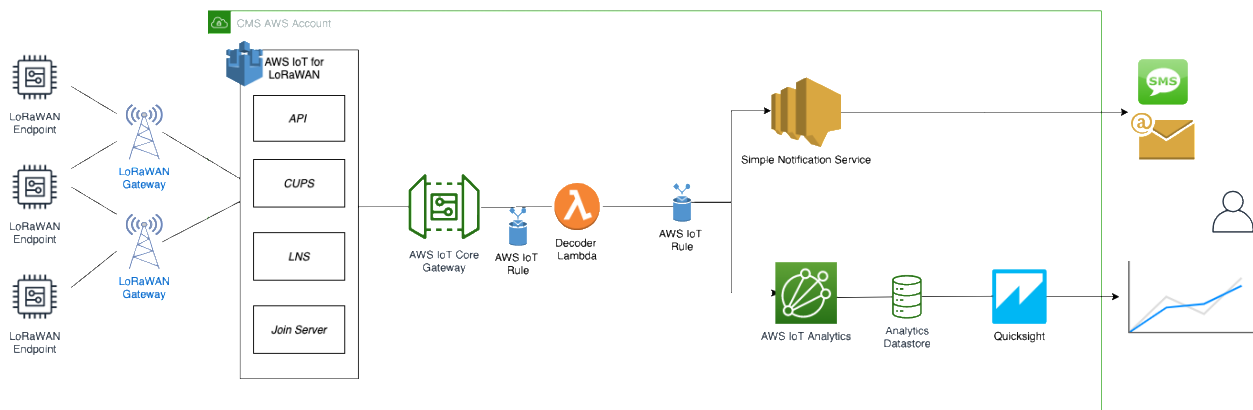 CMS AWS Account
AWS IoT for
LoRaWAN
API
CUPS
LNS
Join Server
LoRaWAN
Endpoint
LoRaWAN
Endpoint
LoRaWAN
Endpoint
LoRaWAN
Gateway
LoRaWAN
Gateway
AWS IoT Core
Gateway
AWS IoT
Rule
λ
Decoder
Lambda
AWS IoT
Rule
Simple Notification Service
SMS
@
AWS IoT Analytics
Analytics
Datastore
Quicksight